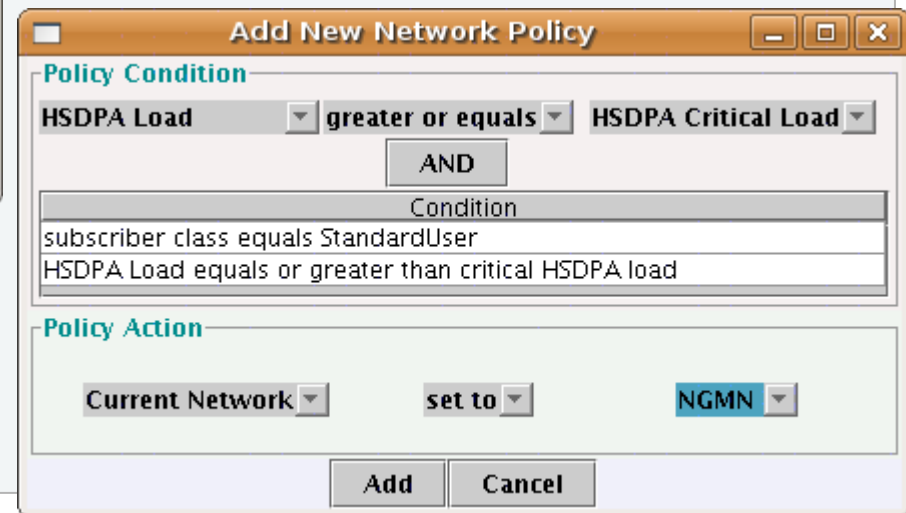 Add New Network Policy
Policy Condition
HSDPA Load greater or equals HSDPA Critical Load
AND
Condition
subscriber class equals StandardUser
HSDPA Load equals or greater than critical HSDPA load
Policy Action
Current Network set to NGMN
Add Cancel